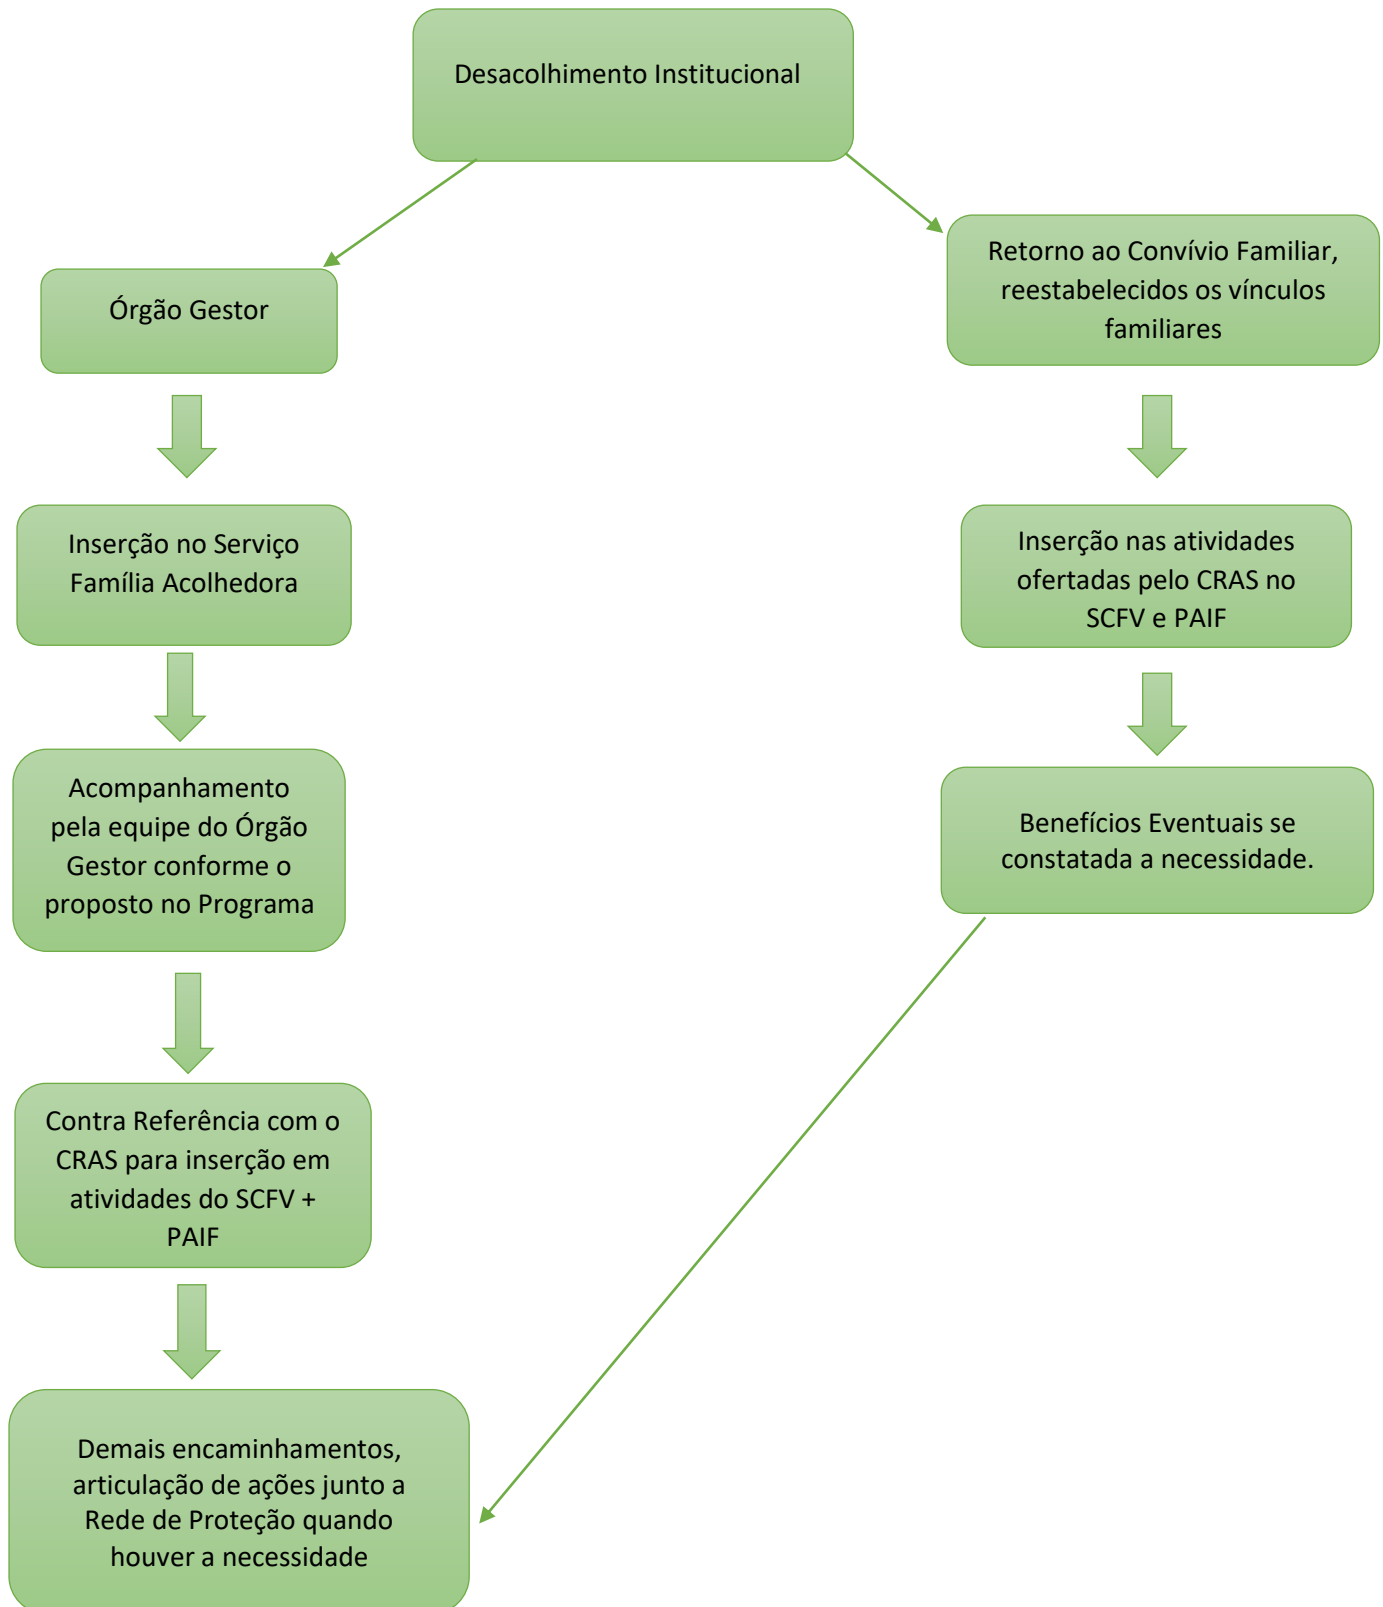 Desacolhimento Institucional
Órgão Gestor
Retorno ao Convívio Familiar,
reestabelecidos os vínculos
familiares
Inserção no Serviço
Família Acolhedora
Inserção nas atividades
ofertadas pelo CRAS no
SCFV e PAIF
Acompanhamento
pela equipe do Órgão
Gestor conforme o
proposto no Programa
Benefícios Eventuais se
constatada a necessidade.
Contra Referência com o
CRAS para inserção em
atividades do SCFV +
PAIF
Demais encaminhamentos,
articulação de ações junto a
Rede de Proteção quando
houver a necessidade